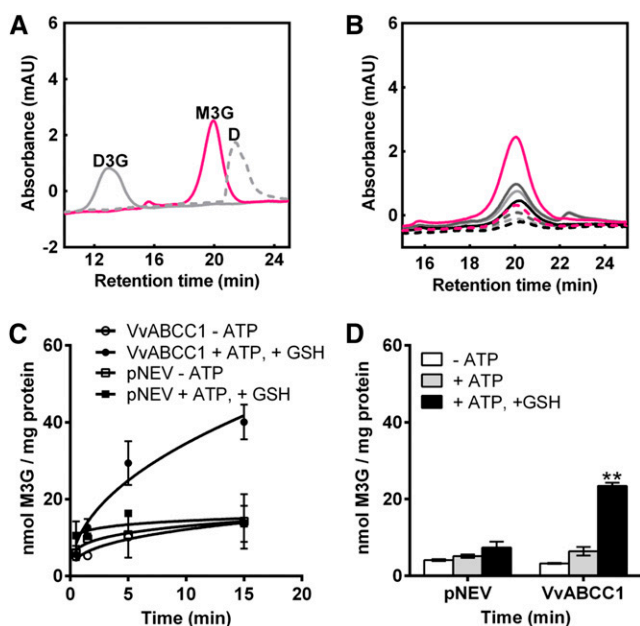 A
Absorbance (mAU)
6
4
2
0
-2
D3G
M3G
D
12
16
20
24
Retention time (min)
B
Absorbance (mAU)
6
4
2
0
16
18
20
22
24
Retention time (min)
C
VvABCC1 - ATP
VvABCC1 + ATP, + GSH
pNEV - ATP
pNEV + ATP, + GSH
nmol M3G / mg protein
60
40
20
0
0
5
10
15
20
Time (min)
D
- ATP
+ ATP
+ ATP, +GSH
nmol M3G / mg protein
60
40
20
0
**
pNEV
VvABCC1
Time (min)